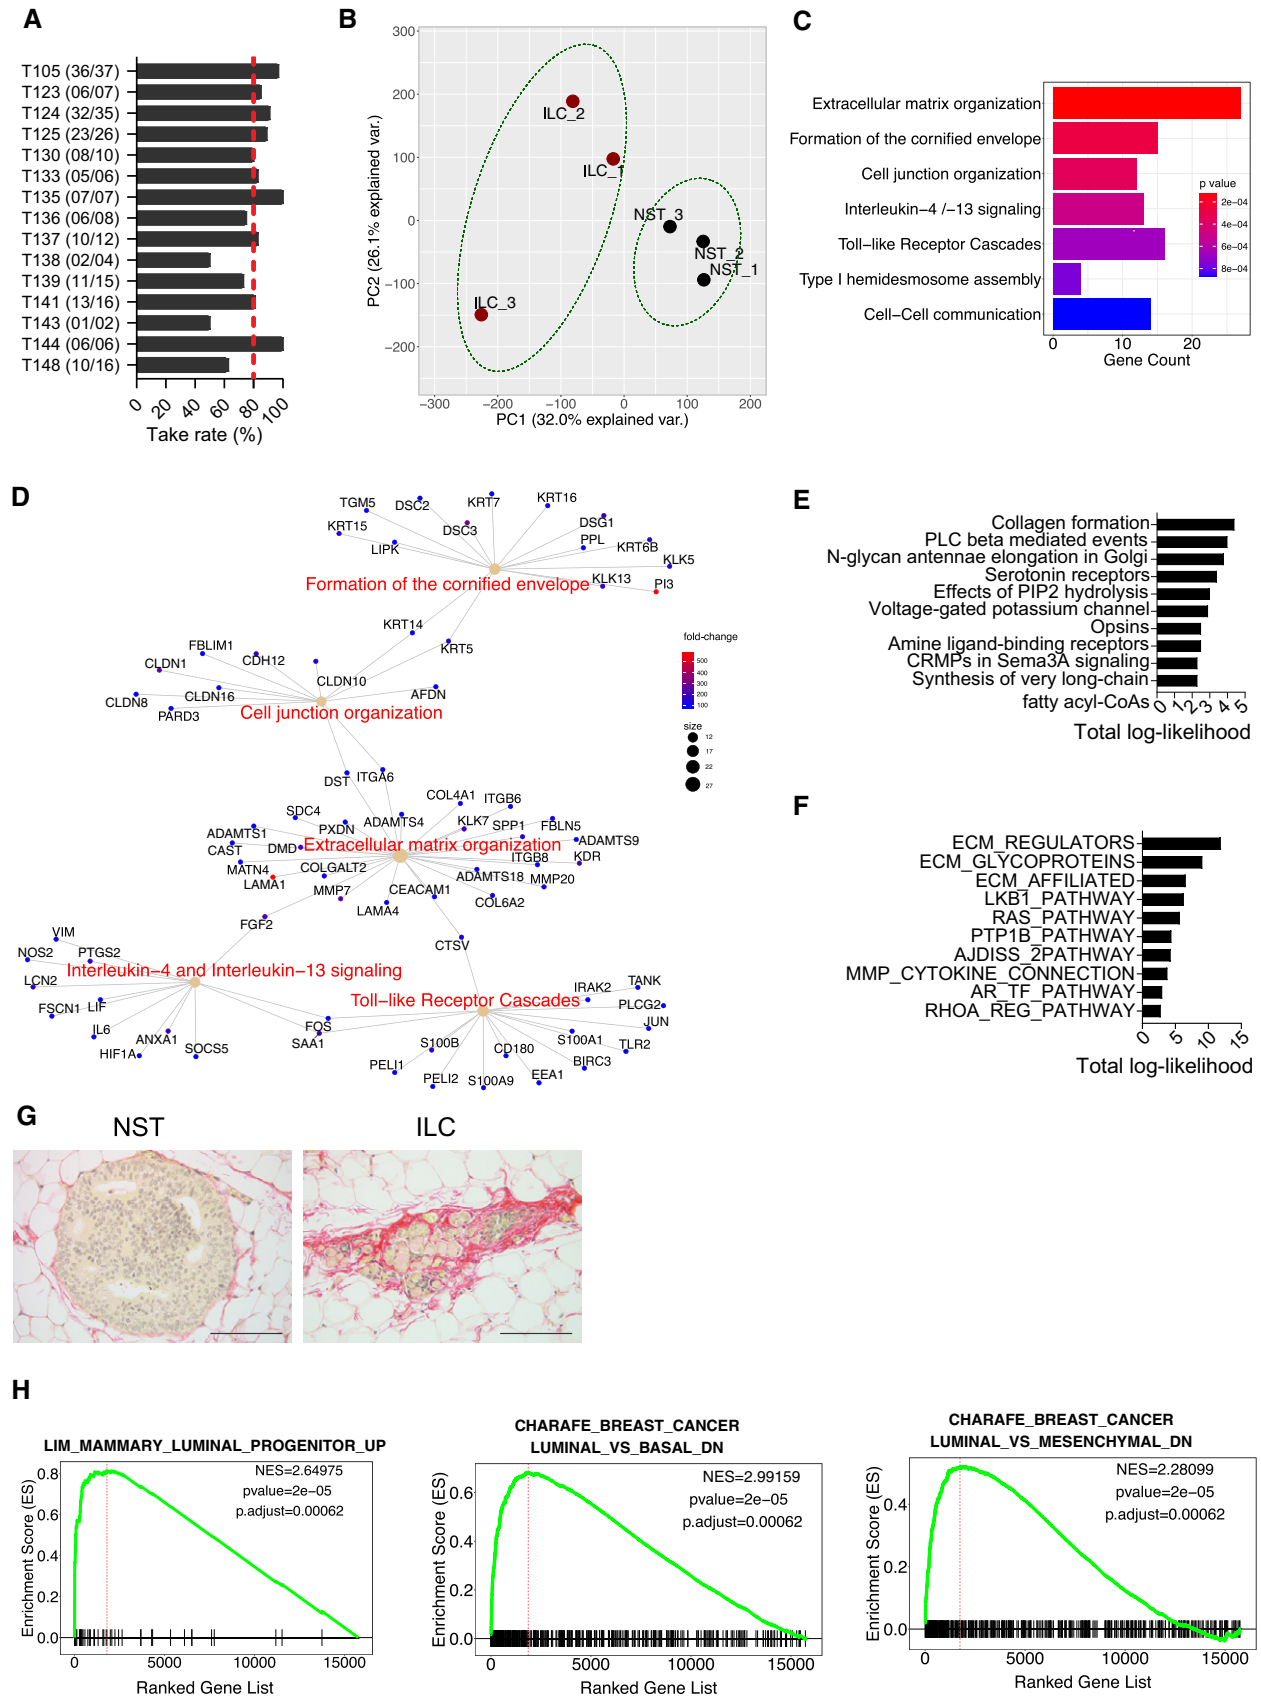 A
T105 (36/37)
T123 (06/07)
T124 (32/35)
T125 (23/26)
T130 (08/10)
T133 (05/06)
T135 (07/07)
T136 (06/08)
T137 (10/12)
T138 (02/04)
T139 (11/15)
T141 (13/16)
T143 (01/02)
T144 (06/06)
T148 (10/16)
0 20 40 60 80 100
Take rate (%)
B
300
200
100
0
−100
−200
PC2 (26.1% explained var.)
ILC_2
ILC_1
NST_3
NST_2
NST_1
ILC_3
−300 −200 −100 0 100 200
PC1 (32.0% explained var.)
C
Extracellular matrix organization
Formation of the cornified envelope
Cell junction organization
Interleukin−4 /−13 signaling
Toll−like Receptor Cascades
Type I hemidesmosome assembly
Cell−Cell communication
0 10 20
Gene Count
p value
2e−04
4e−04
6e−04
8e−04
D
TGM5 DSC2 KRT7 KRT16
KRT15 DSC3 DSG1
LIPK PPL KRT6B
KLK5
Formation of the cornified envelope KLK13 PI3
KRT14
KRT5
FBLIM1
CLDN1 CDH12
CLDN10
CLDN8 CLDN16 AFDN
PARD3 Cell junction organization
DST ITGA6
COL4A1 ITGB6
SDC4 ADAMTS4 KLK7 SPP1 FBLN5
ADAMTS1 PXDN
CAST DMD Extracellular matrix organization ADAMTS9
MATN4 COLGALT2 ITGB8 KDR
LAMA1 ADAMTS18 MMP20
MMP7 CEACAM1
LAMA4 COL6A2
FGF2
CTSV
VIM
NOS2 PTGS2
Interleukin−4 and Interleukin−13 signaling
LCN2
FSCN1 LIF
IL6
HIF1A ANXA1 SOCS5
FOS
SAA1
Toll−like Receptor Cascades
IRAK2 TANK
PLCG2
JUN
S100B CD180 S100A1 TLR2
PELI1 BIRC3
PELI2 S100A9 EEA1
fold−change
500
400
300
200
100
size
12
17
22
27
E
Collagen formation
PLC beta mediated events
N-glycan antennae elongation in Golgi
Serotonin receptors
Effects of PIP2 hydrolysis
Voltage-gated potassium channel
Opsins
Amine ligand-binding receptors
CRMPs in Sema3A signaling
Synthesis of very long-chain
fatty acyl-CoAs
0 1 2 3 4 5
Total log-likelihood
F
ECM_REGULATORS
ECM_GLYCOPROTEINS
ECM_AFFILIATED
LKB1_PATHWAY
RAS_PATHWAY
PTP1B_PATHWAY
AJDISS_2PATHWAY
MMP_CYTOKINE_CONNECTION
AR_TF_PATHWAY
RHOA_REG_PATHWAY
0 5 10 15
Total log-likelihood
G
NST
ILC
H
LIM_MAMMARY_LUMINAL_PROGENITOR_UP
NES=2.64975
pvalue=2e−05
p.adjust=0.00062
0.8
0.6
0.4
0.2
0.0
Enrichment Score (ES)
0 5000 10000 15000
Ranked Gene List
CHARAFE_BREAST_CANCER
LUMINAL_VS_BASAL_DN
NES=2.99159
pvalue=2e−05
p.adjust=0.00062
0.6
0.4
0.2
0.0
Enrichment Score (ES)
0 5000 10000 15000
Ranked Gene List
CHARAFE_BREAST_CANCER
LUMINAL_VS_MESENCHYMAL_DN
NES=2.28099
pvalue=2e−05
p.adjust=0.00062
0.4
0.2
0.0
Enrichment Score (ES)
0 5000 10000 15000
Ranked Gene List